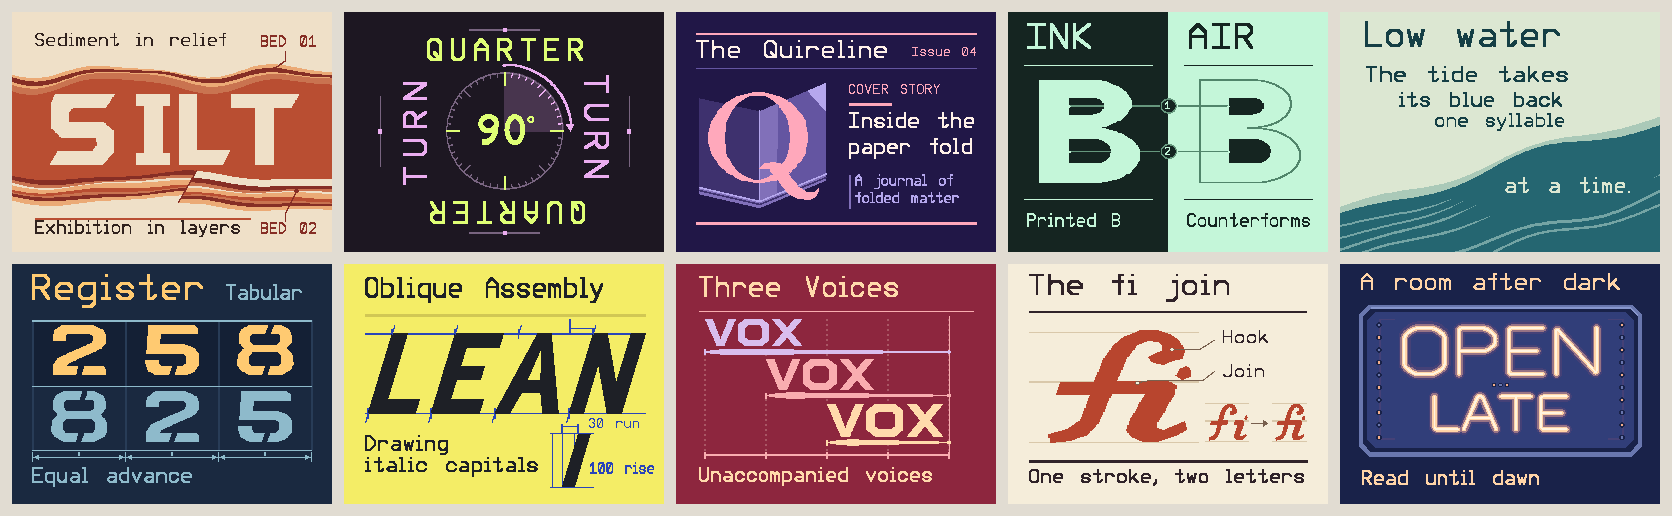 Sediment in relief
BED 01
SILT
Exhibition in layers
BED 02
QUARTER
TURN
90°
TURN
QUARTER
The Quireline
Issue 04
Q
COVER STORY
Inside the
paper fold
A journal of
folded matter
INK
AIR
B
B
1
2
Printed B
Counterforms
Low water
The tide takes
its blue back
one syllable
at a time.
Register
Tabular
2 5 8
8 2 5
Equal advance
Oblique Assembly
LEAN
30 run
Drawing
italic capitals
100 rise
Three Voices
VOX
VOX
VOX
Unaccompanied voices
The fi join
fi
Hook
Join
fi → fi
One stroke, two letters
A room after dark
OPEN
LATE
Read until dawn